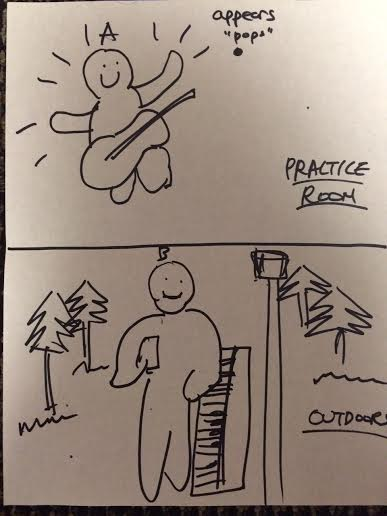 A
appears
"pops"
PRACTICE
ROOM
B
OUTDOORS